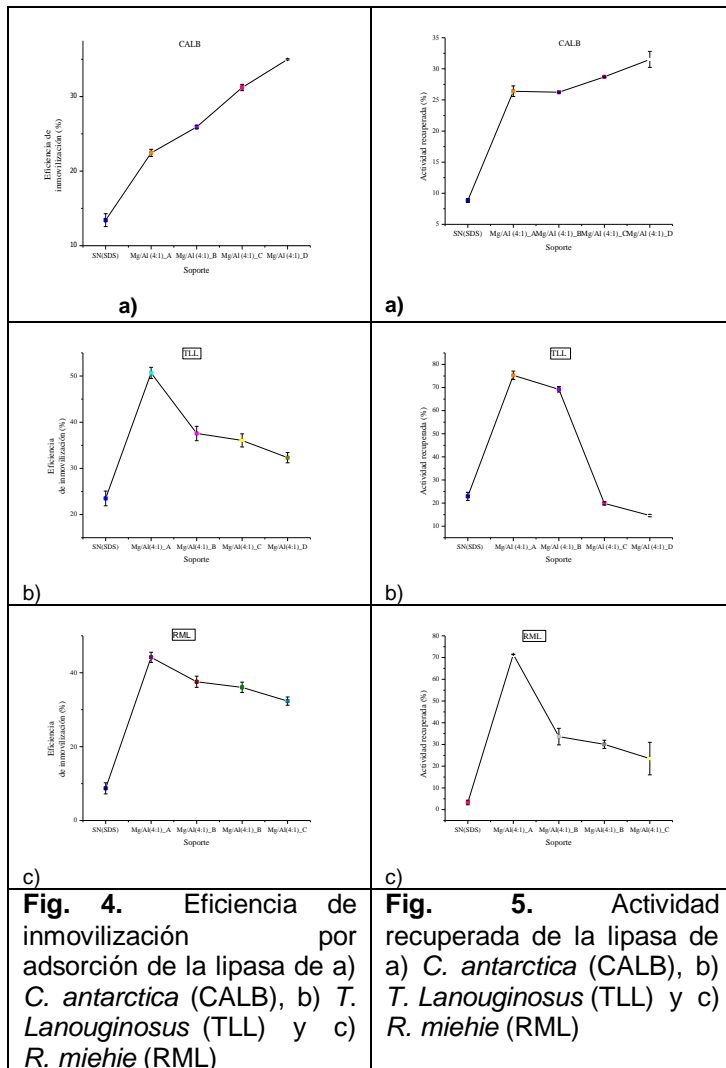 CALB
Eficiencia de
inmovilización (%)
30
20
10
SN(SDS) Mg/Al (4:1)_A Mg/Al (4:1)_B Mg/Al (4:1)_C Mg/Al (4:1)_D
Soporte
a)
CALB
Actividad recuperada (%)
35
30
25
20
15
10
5
SN(SDS) Mg/Al (4:1)_A Mg/Al (4:1)_B Mg/Al (4:1)_C Mg/Al (4:1)_D
Soporte
a)
TLL
Eficiencia
de inmovilización (%)
50
40
30
20
SN(SDS) Mg/Al(4:1)_A Mg/Al(4:1)_B Mg/Al(4:1)_C Mg/Al(4:1)_D
Soporte
b)
TLL
Actividad recuperada (%)
80
70
60
50
40
30
20
10
SN(SDS) Mg/Al (4:1)_A Mg/Al (4:1)_B Mg/Al (4:1)_C Mg/Al (4:1)_D
Soporte
b)
RML
Eficiencia
de inmovilización (%)
40
20
0
SN(SDS) Mg/Al(4:1)_A Mg/Al(4:1)_B Mg/Al(4:1)_B Mg/Al(4:1)_C
Soporte
c)
RML
Actividad recuperada (%)
80
70
60
50
40
30
20
10
0
SN(SDS) Mg/Al(4:1)_A Mg/Al(4:1)_B Mg/Al(4:1)_B Mg/Al(4:1)_C
Soporte
c)
Fig. 4. Eficiencia de
inmovilización por
adsorción de la lipasa de a)
C. antarctica (CALB), b) T.
Lanouginosus (TLL) y c)
R. miehie (RML)
Fig. 5. Actividad
recuperada de la lipasa de
a) C. antarctica (CALB), b)
T. Lanouginosus (TLL) y c)
R. miehie (RML)